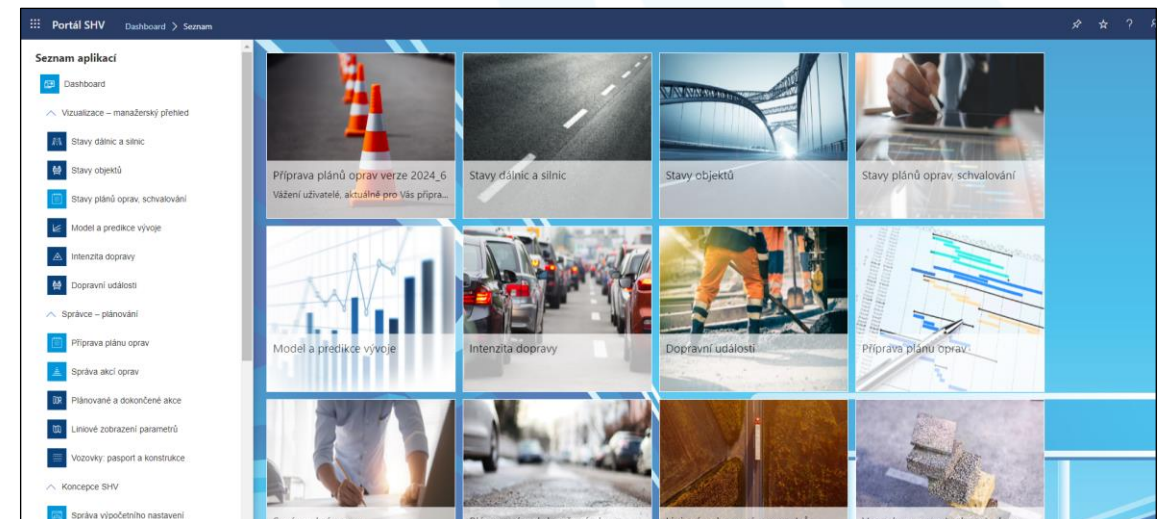 Portál SHV Dashboard > Seznam ?
Seznam aplikací
Dashboard
Vizualizace – manažerský přehled
Stavy dálnic a silnic
Stavy objektů
Stavy plánů oprav, schvalování
Model a predikce vývoje
Intenzita dopravy
Dopravní události
Správce – plánování
Příprava plánu oprav
Správa akcí oprav
Plánované a dokončené akce
Liniové zobrazení parametrů
Vozovky: pasport a konstrukce
Koncepce SHV
Správa výpočetního nastavení
Příprava plánů oprav verze 2024_6
Vážení uživatelé, aktuálně pro Vás připra...
Stavy dálnic a silnic
Stavy objektů
Stavy plánů oprav, schvalování
Model a predikce vývoje
Intenzita dopravy
Dopravní události
Příprava plánu oprav